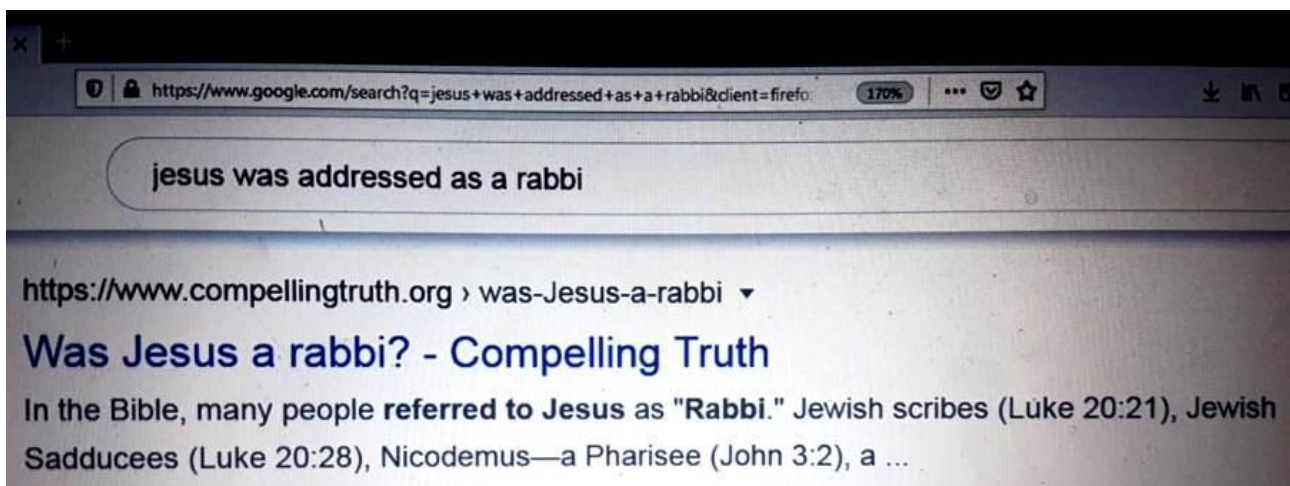 https://www.google.com/search?q=jesus+was+addressed+as+a+rabbi&client=firefo
170%
jesus was addressed as a rabbi
https://www.compellingtruth.org › was-Jesus-a-rabbi
Was Jesus a rabbi? - Compelling Truth
In the Bible, many people referred to Jesus as "Rabbi." Jewish scribes (Luke 20:21), Jewish
Sadducees (Luke 20:28), Nicodemus—a Pharisee (John 3:2), a ...